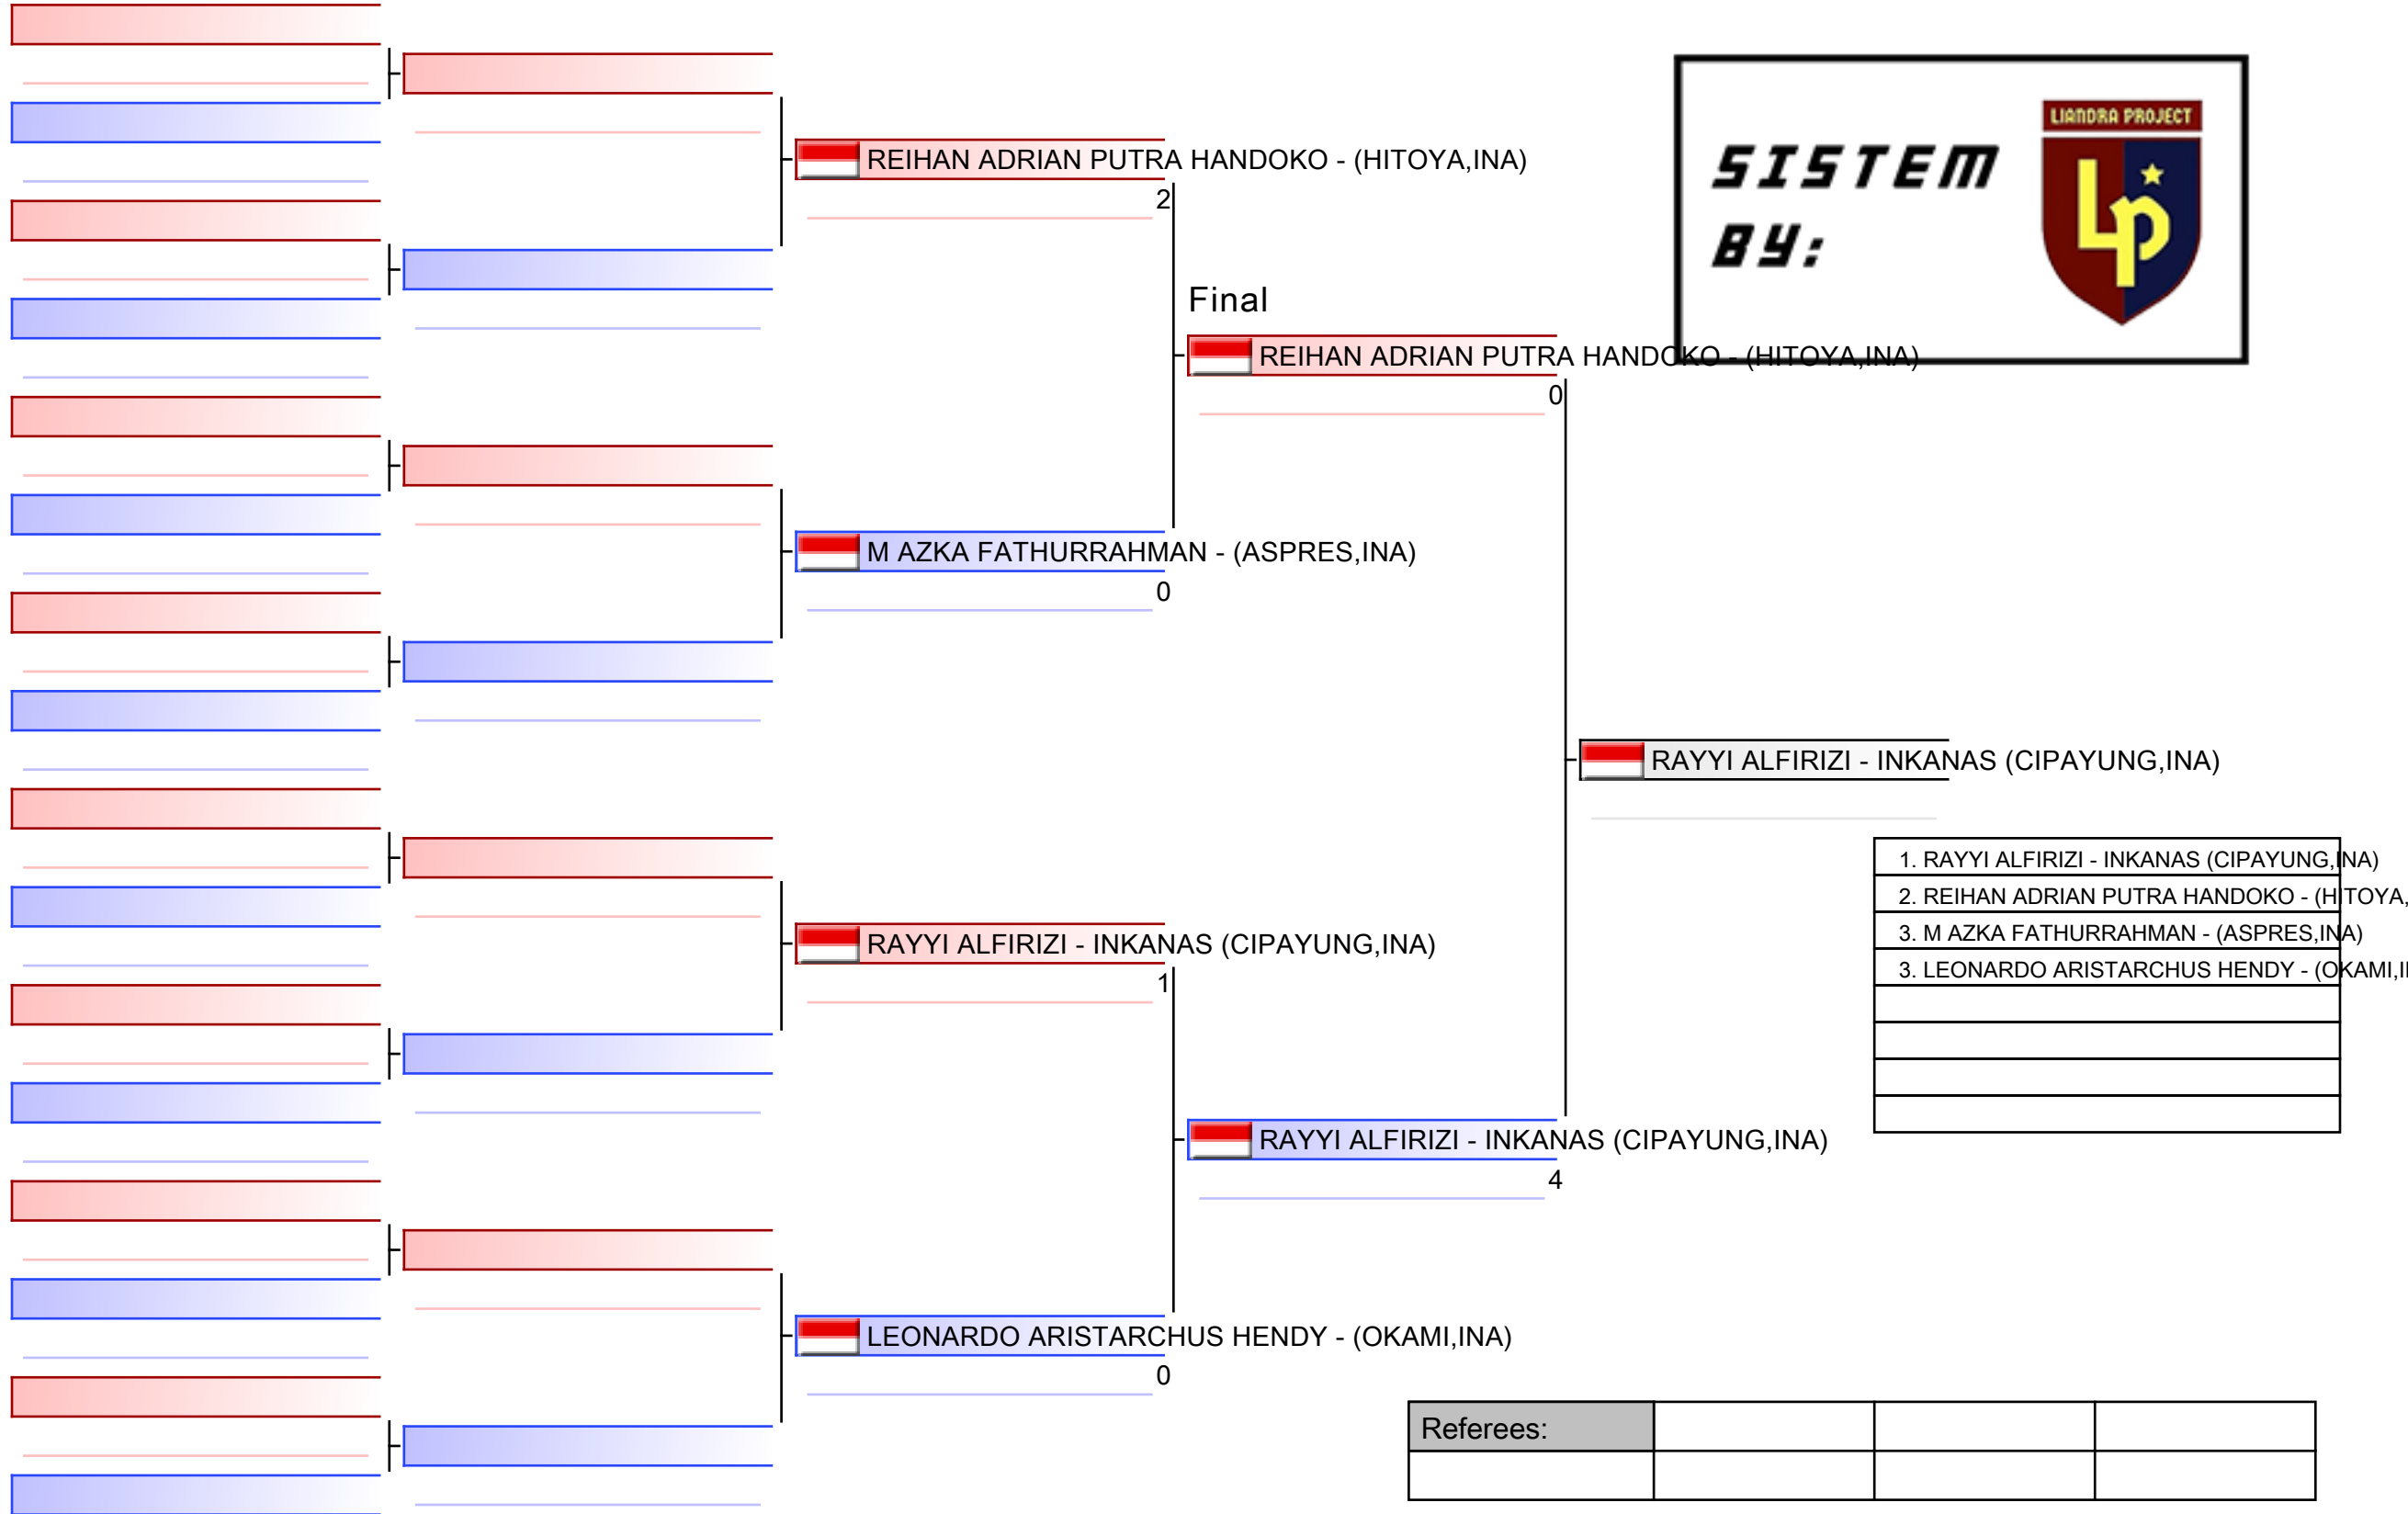 LIANDRA PROJECT
SISTEM
BY:
Lp
REIHAN ADRIAN PUTRA HANDOKO - (HITOYA,INA)
2
Final
REIHAN ADRIAN PUTRA HANDOKO - (HITOYA,INA)
0
M AZKA FATHURRAHMAN - (ASPRES,INA)
0
RAYYI ALFIRIZI - INKANAS (CIPAYUNG,INA)
1. RAYYI ALFIRIZI - INKANAS (CIPAYUNG,INA)
2. REIHAN ADRIAN PUTRA HANDOKO - (HITOYA,
3. M AZKA FATHURRAHMAN - (ASPRES,INA)
3. LEONARDO ARISTARCHUS HENDY - (OKAMI,I
RAYYI ALFIRIZI - INKANAS (CIPAYUNG,INA)
1
RAYYI ALFIRIZI - INKANAS (CIPAYUNG,INA)
4
LEONARDO ARISTARCHUS HENDY - (OKAMI,INA)
0
Referees: